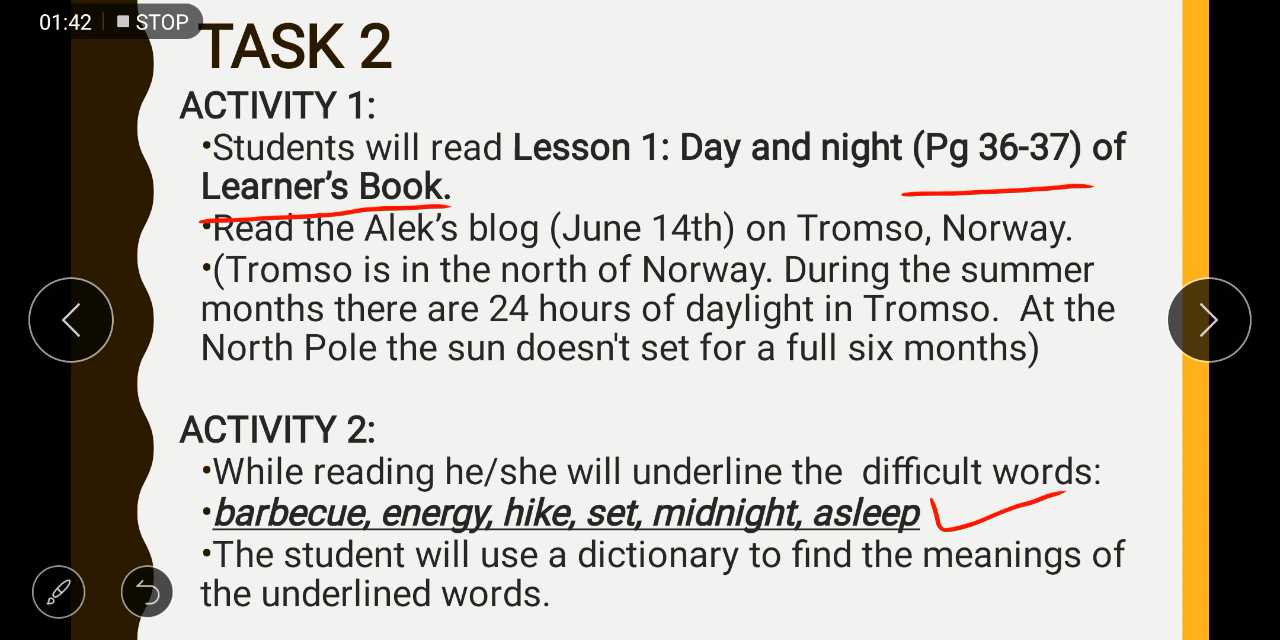 01:42 STOP
TASK 2
ACTIVITY 1:
•Students will read Lesson 1: Day and night (Pg 36-37) of
Learner's Book.
•Read the Alek's blog (June 14th) on Tromso, Norway.
•(Tromso is in the north of Norway. During the summer
months there are 24 hours of daylight in Tromso.  At the
North Pole the sun doesn't set for a full six months)
ACTIVITY 2:
•While reading he/she will underline the  difficult words:
•barbecue, energy, hike, set, midnight, asleep
•The student will use a dictionary to find the meanings of
the underlined words.